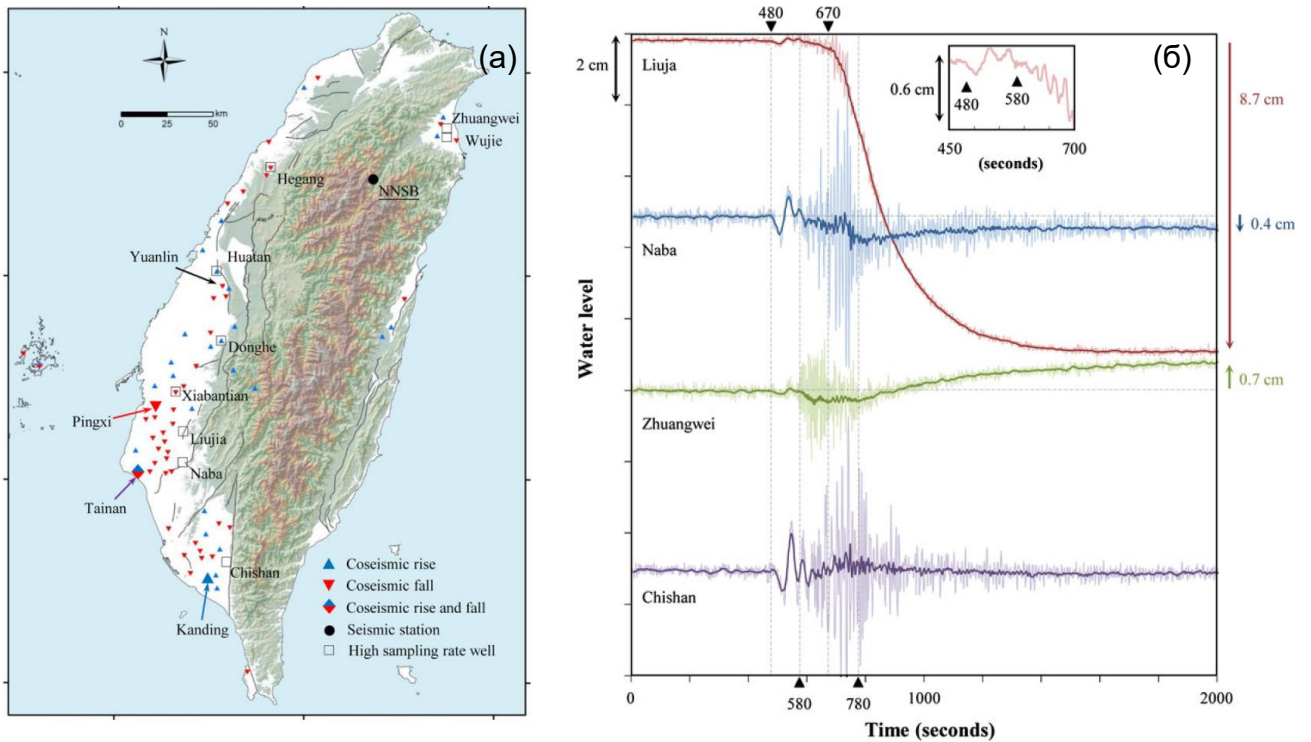 (а)
N
0 25 50
km
Zhuangwei
Wujie
Hegang
NNSB
Yuanlin
Huatan
Donghe
Xiabantian
Pingxi
Liujia
Naba
Tainan
Chishan
Kanding
Coseismic rise
Coseismic fall
Coseismic rise and fall
Seismic station
High sampling rate well
480 670
(б)
2 cm
Liuja
0.6 cm
480
580
450 700
(seconds)
8.7 cm
Naba
0.4 cm
Water level
Zhuangwei
0.7 cm
Chishan
0 1000 2000
580 780
Time (seconds)